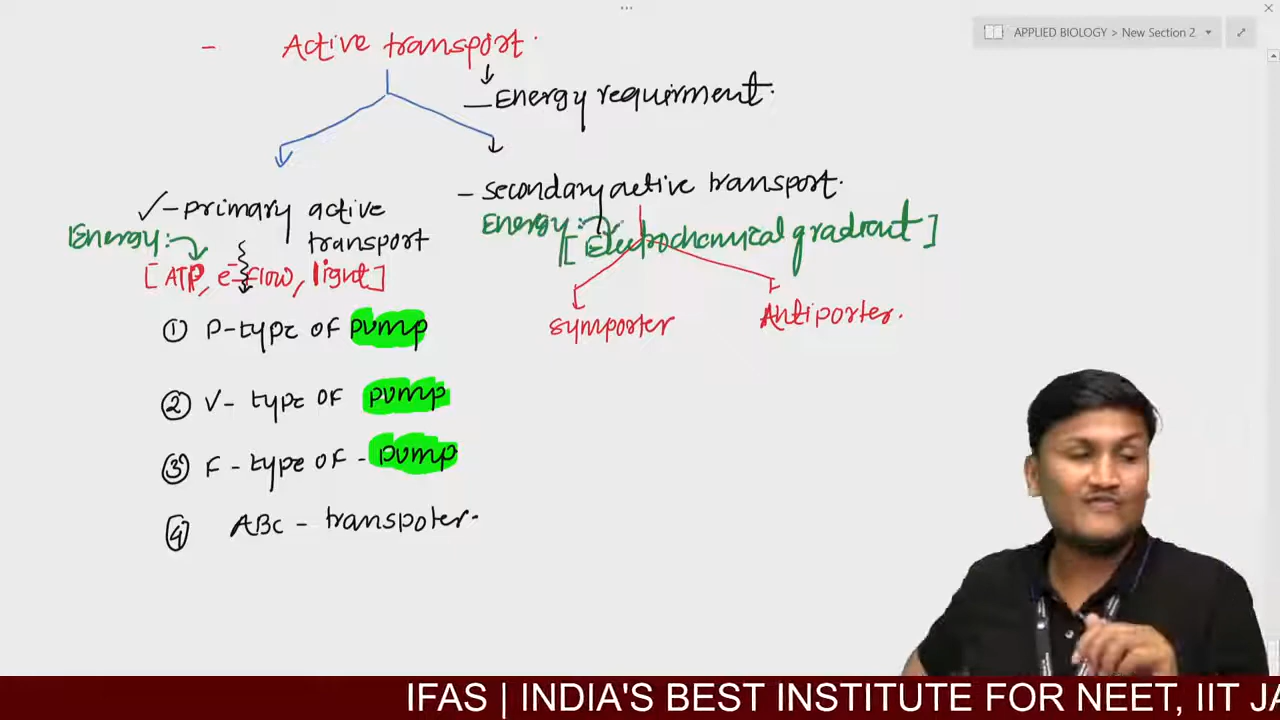 ...
APPLIED BIOLOGY > New Section 2
- Active transport.
— Energy requirment.
✓ - primary active
transport
Energy:
[ATP, e⁻ flow, light]
① P-type of pump
② V- type of pump
③ F - type of - pump
④ ABC - transpoter.
- secondary active transport.
Energy:
[Electrochemical gradient]
symporter
Antiporter.
IFAS | INDIA'S BEST INSTITUTE FOR NEET, IIT JA